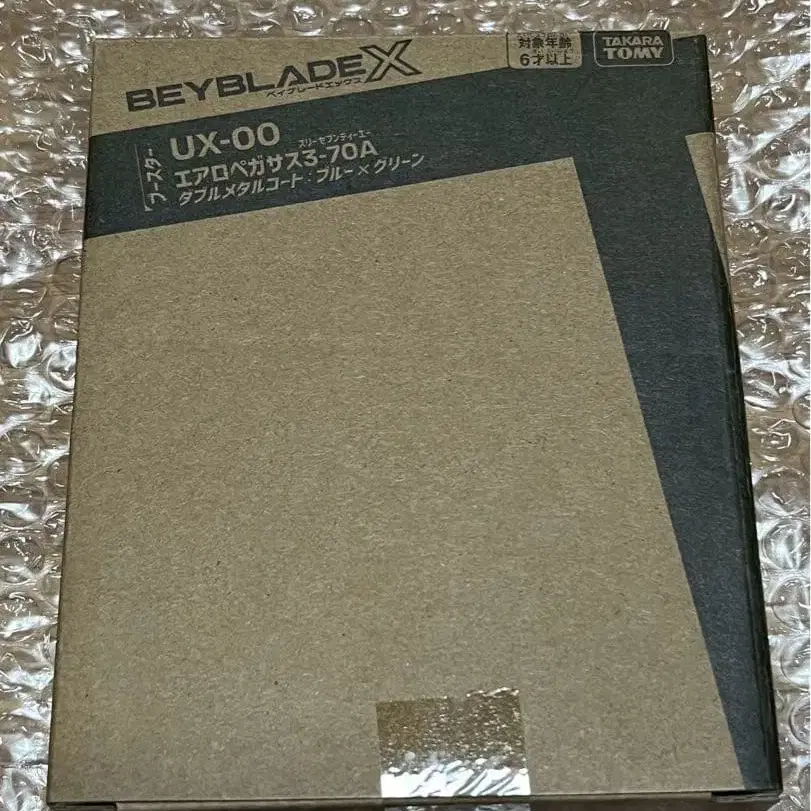 BEYBLADE X
ベイブレードエックス
対象年齢
6才以上
TAKARA
TOMY
ブースター
UX-00
スリーセブンティーエー
エアロペガサス3-70A
ダブルメタルコート:ブルー×グリーン